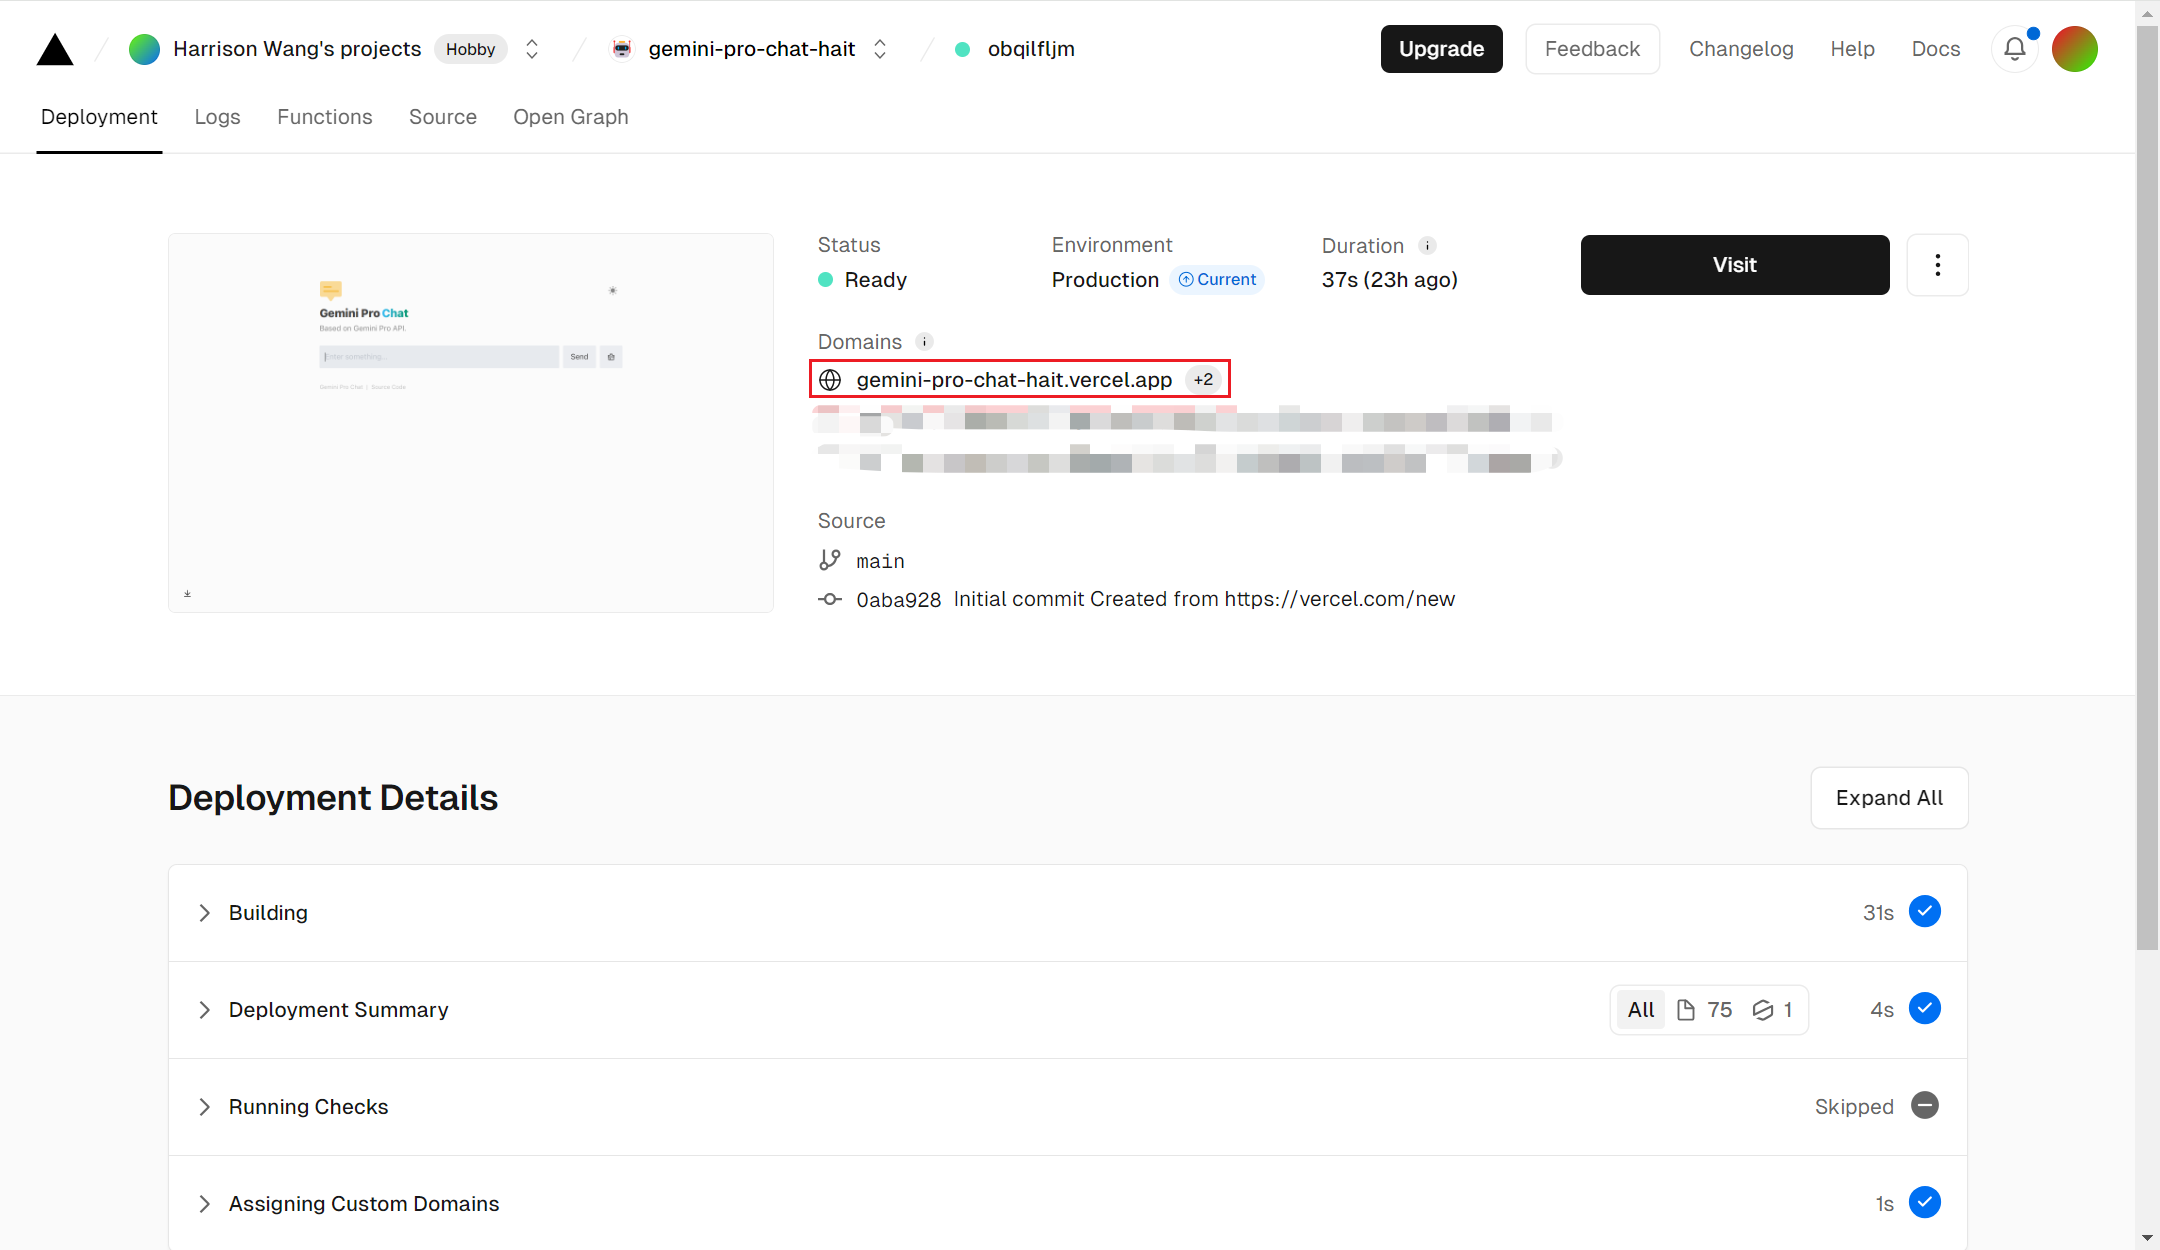 Harrison Wang's projects Hobby gemini-pro-chat-hait obqilfljm Upgrade Feedback Changelog Help Docs
Deployment Logs Functions Source Open Graph
Status Environment Duration
Ready Production Current 37s (23h ago) Visit
Domains
gemini-pro-chat-hait.vercel.app +2
Gemini Pro Chat
Based on Gemini Pro API.
Enter something... Send
Gemini Pro Chat | Source Code
Source
main
0aba928 Initial commit Created from https://vercel.com/new
Deployment Details Expand All
Building 31s
Deployment Summary All 75 1 4s
Running Checks Skipped
Assigning Custom Domains 1s